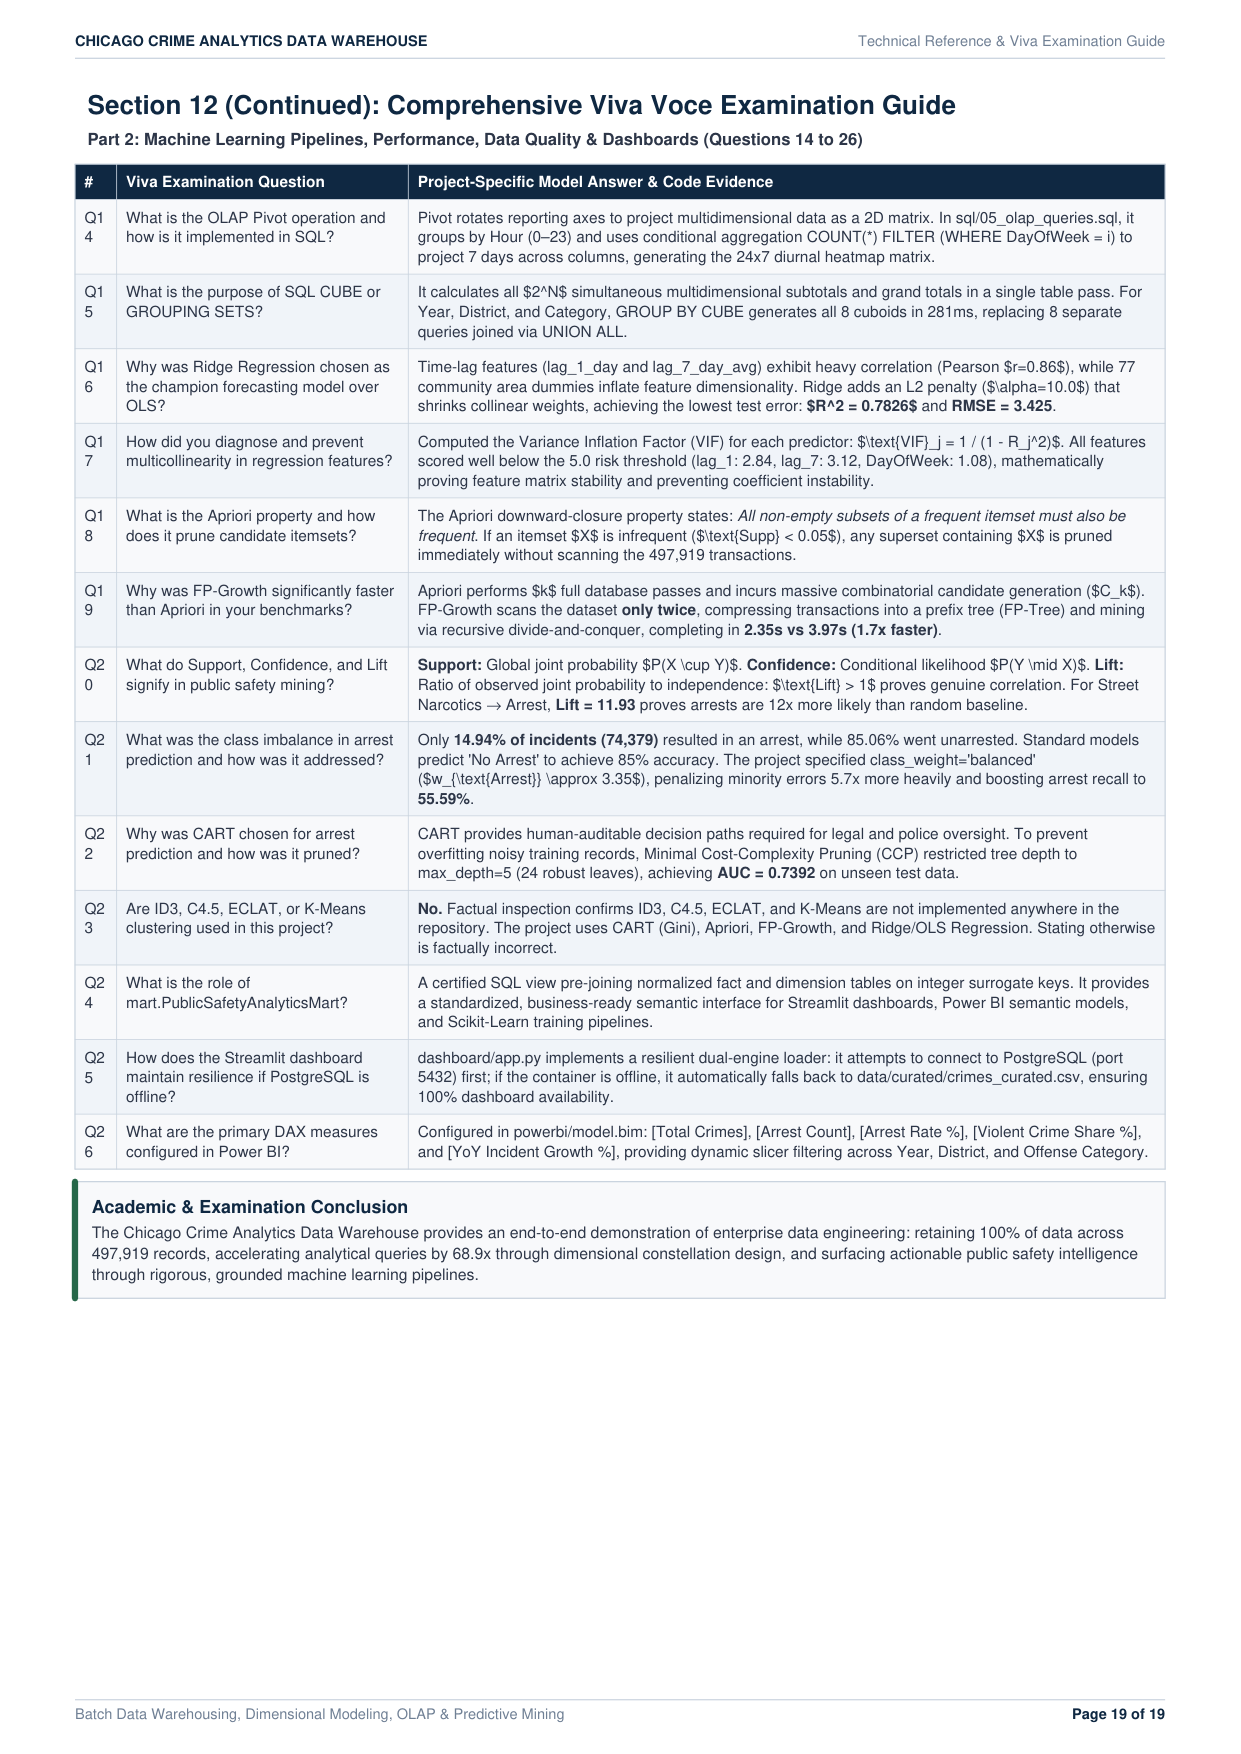 CHICAGO CRIME ANALYTICS DATA WAREHOUSE
Technical Reference & Viva Examination Guide
Section 12 (Continued): Comprehensive Viva Voce Examination Guide
Part 2: Machine Learning Pipelines, Performance, Data Quality & Dashboards (Questions 14 to 26)
# Viva Examination Question Project-Specific Model Answer & Code Evidence
Q1
4
What is the OLAP Pivot operation and
how is it implemented in SQL?
Pivot rotates reporting axes to project multidimensional data as a 2D matrix. In sql/05_olap_queries.sql, it
groups by Hour (0–23) and uses conditional aggregation COUNT(*) FILTER (WHERE DayOfWeek = i) to
project 7 days across columns, generating the 24x7 diurnal heatmap matrix.
Q1
5
What is the purpose of SQL CUBE or
GROUPING SETS?
It calculates all $2^N$ simultaneous multidimensional subtotals and grand totals in a single table pass. For
Year, District, and Category, GROUP BY CUBE generates all 8 cuboids in 281ms, replacing 8 separate
queries joined via UNION ALL.
Q1
6
Why was Ridge Regression chosen as
the champion forecasting model over
OLS?
Time-lag features (lag_1_day and lag_7_day_avg) exhibit heavy correlation (Pearson $r=0.86$), while 77
community area dummies inflate feature dimensionality. Ridge adds an L2 penalty ($\alpha=10.0$) that
shrinks collinear weights, achieving the lowest test error: $R^2 = 0.7826$ and RMSE = 3.425.
Q1
7
How did you diagnose and prevent
multicollinearity in regression features?
Computed the Variance Inflation Factor (VIF) for each predictor: $\text{VIF}_j = 1 / (1 - R_j^2)$. All features
scored well below the 5.0 risk threshold (lag_1: 2.84, lag_7: 3.12, DayOfWeek: 1.08), mathematically
proving feature matrix stability and preventing coefficient instability.
Q1
8
What is the Apriori property and how
does it prune candidate itemsets?
The Apriori downward-closure property states: All non-empty subsets of a frequent itemset must also be
frequent. If an itemset $X$ is infrequent ($\text{Supp} < 0.05$), any superset containing $X$ is pruned
immediately without scanning the 497,919 transactions.
Q1
9
Why was FP-Growth significantly faster
than Apriori in your benchmarks?
Apriori performs $k$ full database passes and incurs massive combinatorial candidate generation ($C_k$).
FP-Growth scans the dataset only twice, compressing transactions into a prefix tree (FP-Tree) and mining
via recursive divide-and-conquer, completing in 2.35s vs 3.97s (1.7x faster).
Q2
0
What do Support, Confidence, and Lift
signify in public safety mining?
Support: Global joint probability $P(X \cup Y)$. Confidence: Conditional likelihood $P(Y \mid X)$. Lift:
Ratio of observed joint probability to independence: $\text{Lift} > 1$ proves genuine correlation. For Street
Narcotics → Arrest, Lift = 11.93 proves arrests are 12x more likely than random baseline.
Q2
1
What was the class imbalance in arrest
prediction and how was it addressed?
Only 14.94% of incidents (74,379) resulted in an arrest, while 85.06% went unarrested. Standard models
predict 'No Arrest' to achieve 85% accuracy. The project specified class_weight='balanced'
($w_{\text{Arrest}} \approx 3.35$), penalizing minority errors 5.7x more heavily and boosting arrest recall to
55.59%.
Q2
2
Why was CART chosen for arrest
prediction and how was it pruned?
CART provides human-auditable decision paths required for legal and police oversight. To prevent
overfitting noisy training records, Minimal Cost-Complexity Pruning (CCP) restricted tree depth to
max_depth=5 (24 robust leaves), achieving AUC = 0.7392 on unseen test data.
Q2
3
Are ID3, C4.5, ECLAT, or K-Means
clustering used in this project?
No. Factual inspection confirms ID3, C4.5, ECLAT, and K-Means are not implemented anywhere in the
repository. The project uses CART (Gini), Apriori, FP-Growth, and Ridge/OLS Regression. Stating otherwise
is factually incorrect.
Q2
4
What is the role of
mart.PublicSafetyAnalyticsMart?
A certified SQL view pre-joining normalized fact and dimension tables on integer surrogate keys. It provides
a standardized, business-ready semantic interface for Streamlit dashboards, Power BI semantic models,
and Scikit-Learn training pipelines.
Q2
5
How does the Streamlit dashboard
maintain resilience if PostgreSQL is
offline?
dashboard/app.py implements a resilient dual-engine loader: it attempts to connect to PostgreSQL (port
5432) first; if the container is offline, it automatically falls back to data/curated/crimes_curated.csv, ensuring
100% dashboard availability.
Q2
6
What are the primary DAX measures
configured in Power BI?
Configured in powerbi/model.bim: [Total Crimes], [Arrest Count], [Arrest Rate %], [Violent Crime Share %],
and [YoY Incident Growth %], providing dynamic slicer filtering across Year, District, and Offense Category.
Academic & Examination Conclusion
The Chicago Crime Analytics Data Warehouse provides an end-to-end demonstration of enterprise data engineering: retaining 100% of data across
497,919 records, accelerating analytical queries by 68.9x through dimensional constellation design, and surfacing actionable public safety intelligence
through rigorous, grounded machine learning pipelines.
Batch Data Warehousing, Dimensional Modeling, OLAP & Predictive Mining
Page 19 of 19